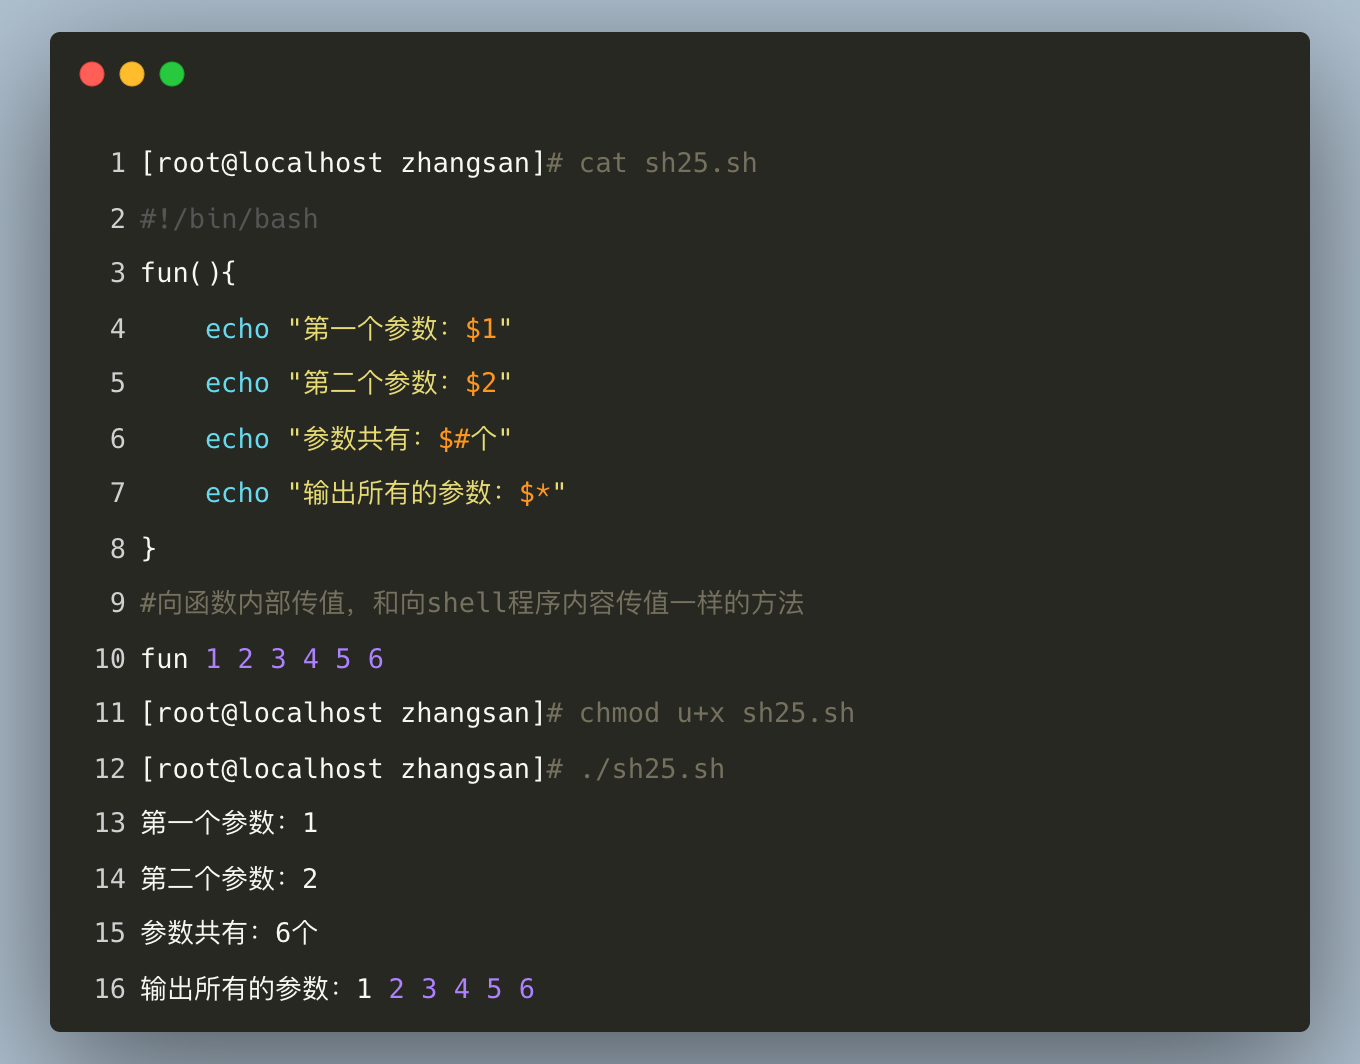 1 [root@localhost zhangsan]# cat sh25.sh
2 #!/bin/bash
3 fun(){
4     echo "第一个参数：$1"
5     echo "第二个参数：$2"
6     echo "参数共有：$#个"
7     echo "输出所有的参数：$*"
8 }
9 #向函数内部传值，和向shell程序内容传值一样的方法
10 fun 1 2 3 4 5 6
11 [root@localhost zhangsan]# chmod u+x sh25.sh
12 [root@localhost zhangsan]# ./sh25.sh
13 第一个参数：1
14 第二个参数：2
15 参数共有：6个
16 输出所有的参数：1 2 3 4 5 6